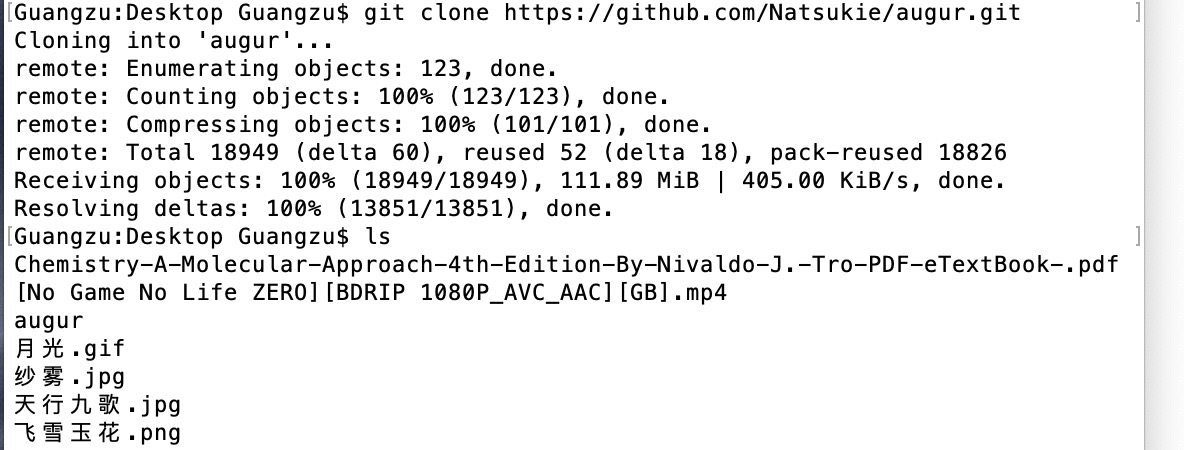 [Guangzu:Desktop Guangzu$ git clone https://github.com/Natsukie/augur.git ]
Cloning into 'augur'...
remote: Enumerating objects: 123, done.
remote: Counting objects: 100% (123/123), done.
remote: Compressing objects: 100% (101/101), done.
remote: Total 18949 (delta 60), reused 52 (delta 18), pack-reused 18826
Receiving objects: 100% (18949/18949), 111.89 MiB | 405.00 KiB/s, done.
Resolving deltas: 100% (13851/13851), done.
[Guangzu:Desktop Guangzu$ ls ]
Chemistry-A-Molecular-Approach-4th-Edition-By-Nivaldo-J.-Tro-PDF-eTextBook-.pdf
[No Game No Life ZERO][BDRIP 1080P_AVC_AAC][GB].mp4
augur
月光.gif
纱雾.jpg
天行九歌.jpg
飞雪玉花.png